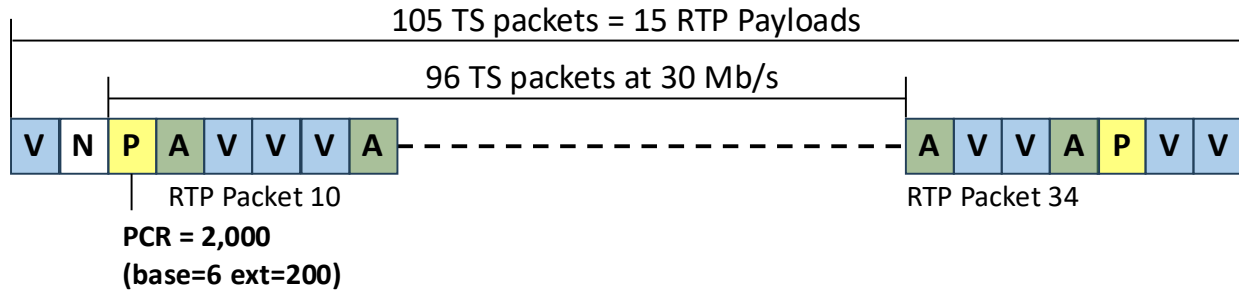 105 TS packets = 15 RTP Payloads
96 TS packets at 30 Mb/s
V N P A V V V A A V V A P V V
RTP Packet 10 RTP Packet 34
PCR = 2,000
(base=6 ext=200)